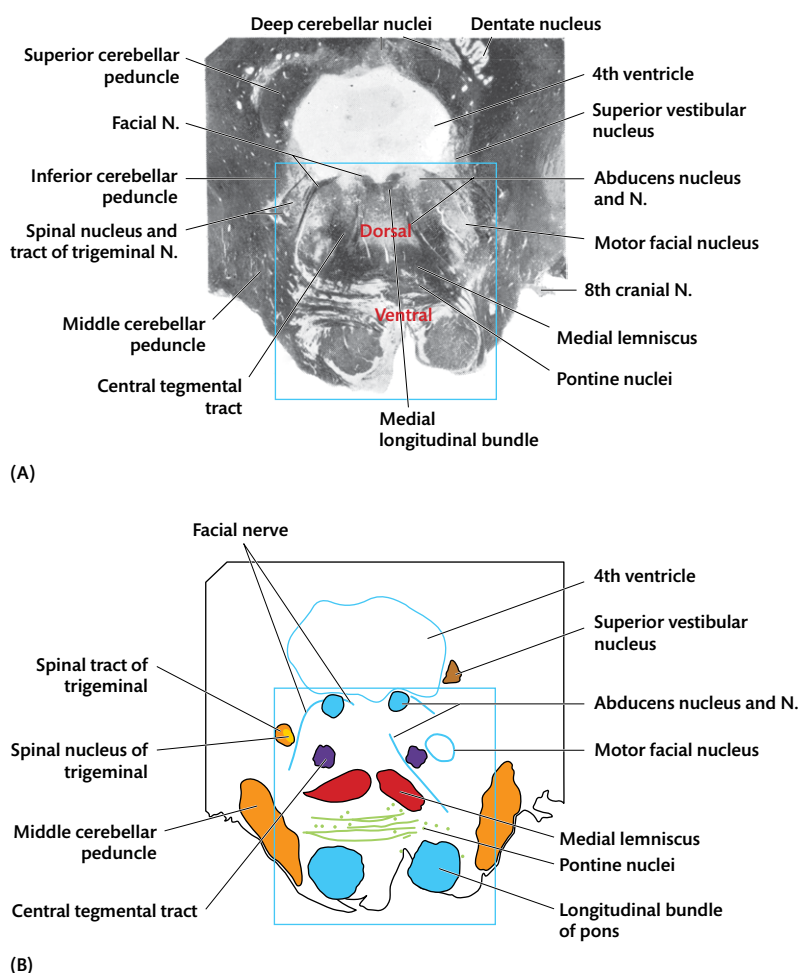 Deep cerebellar nuclei
Dentate nucleus
Superior cerebellar
peduncle
4th ventricle
Facial N.
Superior vestibular
nucleus
Inferior cerebellar
peduncle
Abducens nucleus
and N.
Spinal nucleus and
tract of trigeminal N.
Dorsal
Motor facial nucleus
8th cranial N.
Middle cerebellar
peduncle
Ventral
Medial lemniscus
Central tegmental
tract
Pontine nuclei
Medial
longitudinal bundle
(A)
Facial nerve
4th ventricle
Superior vestibular
nucleus
Spinal tract of
trigeminal
Abducens nucleus and N.
Spinal nucleus of
trigeminal
Motor facial nucleus
Middle cerebellar
peduncle
Medial lemniscus
Pontine nuclei
Central tegmental tract
Longitudinal bundle
of pons
(B)